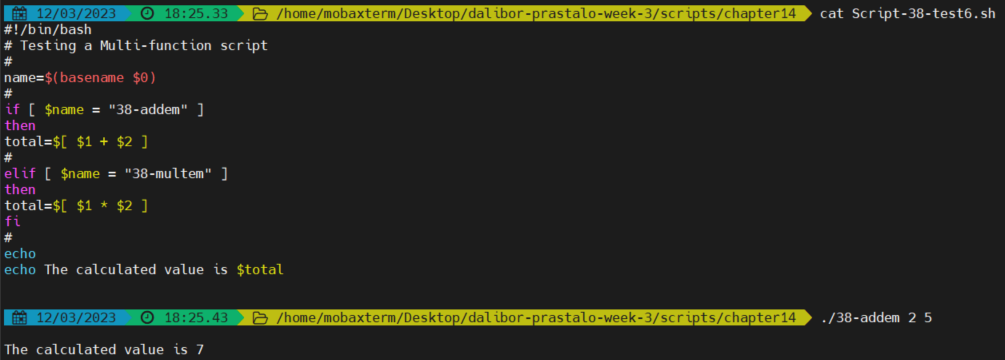 12/03/2023 18:25.33 /home/mobaxterm/Desktop/dalibor-prastalo-week-3/scripts/chapter14 cat Script-38-test6.sh
#!/bin/bash
# Testing a Multi-function script
#
name=$(basename $0)
#
if [ $name = "38-addem" ]
then
total=$[ $1 + $2 ]
#
elif [ $name = "38-multem" ]
then
total=$[ $1 * $2 ]
fi
#
echo
echo The calculated value is $total
12/03/2023 18:25.43 /home/mobaxterm/Desktop/dalibor-prastalo-week-3/scripts/chapter14 ./38-addem 2 5
The calculated value is 7